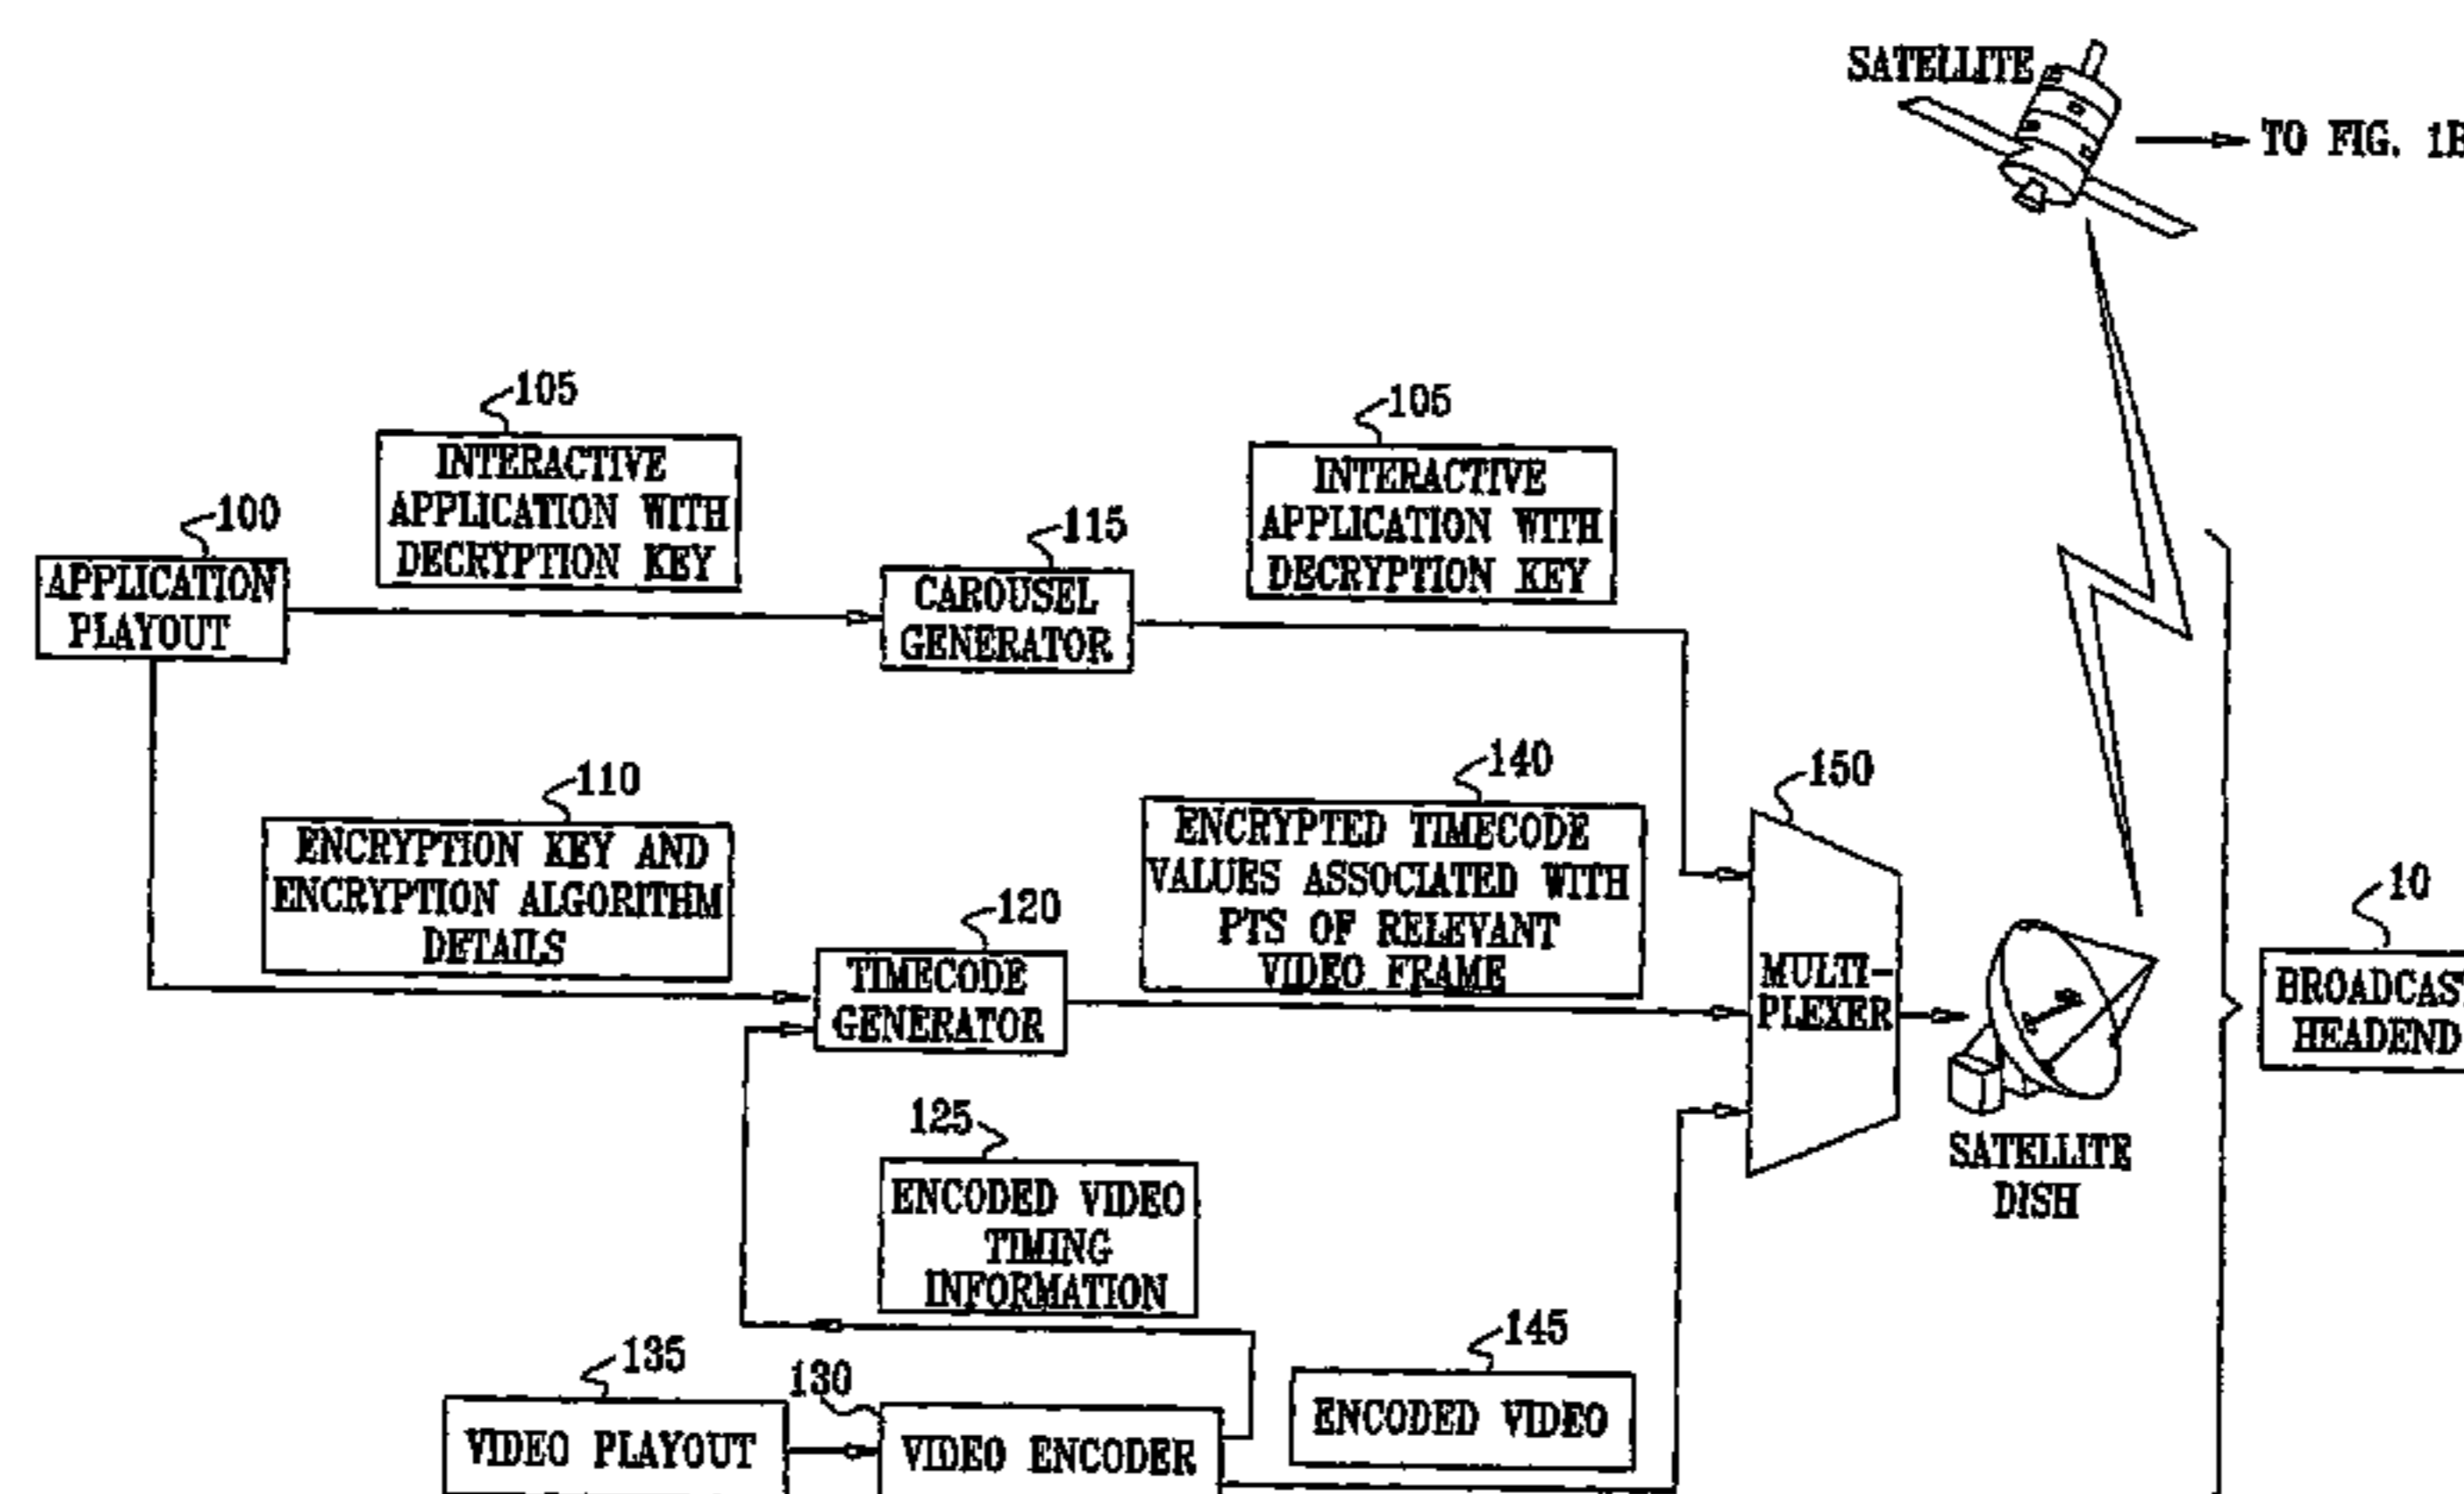 SATELLITE
TO FIG. 1B
105
INTERACTIVE
APPLICATION WITH
DECRYPTION KEY
105
INTERACTIVE
APPLICATION WITH
DECRYPTION KEY
100
APPLICATION
PLAYOUT
115
CAROUSEL
GENERATOR
110
ENCRYPTION KEY AND
ENCRYPTION ALGORITHM
DETAILS
140
ENCRYPTED TIMECODE
VALUES ASSOCIATED WITH
PTS OF RELEVANT
VIDEO FRAME
150
MULTI-
PLEXER
120
TIMECODE
GENERATOR
10
BROADCAST
HEADEND
SATELLITE
DISH
125
ENCODED VIDEO
TIMING
INFORMATION
135
VIDEO PLAYOUT
130
VIDEO ENCODER
145
ENCODED VIDEO